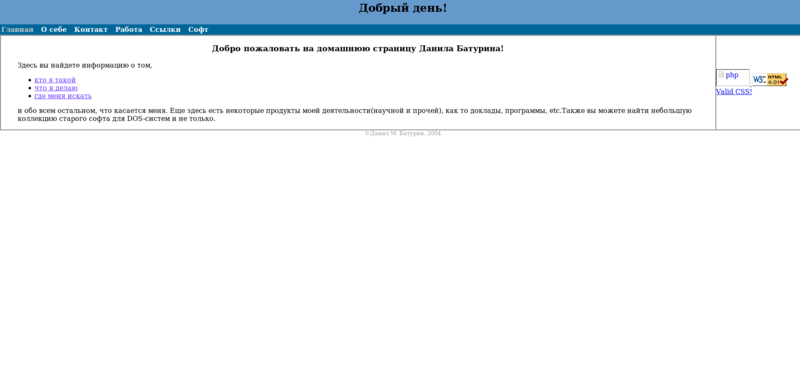 Добрый день!
Главная О себе Контакт Работа Ссылки Софт
Добро пожаловать на домашнюю страницу Данила Батурина!
Здесь вы найдете информацию о том,
кто я такой
что я делаю
где меня искать
и обо всем остальном, что касается меня. Еще здесь есть некоторые продукты моей деятельности(научной и прочей), как то доклады, программы, etc.Также вы можете найти небольшую
коллекцию старого софта для DOS-систем и не только.
php
W3C HTML 4.01
Valid CSS!
©Данил М. Батурин, 2004